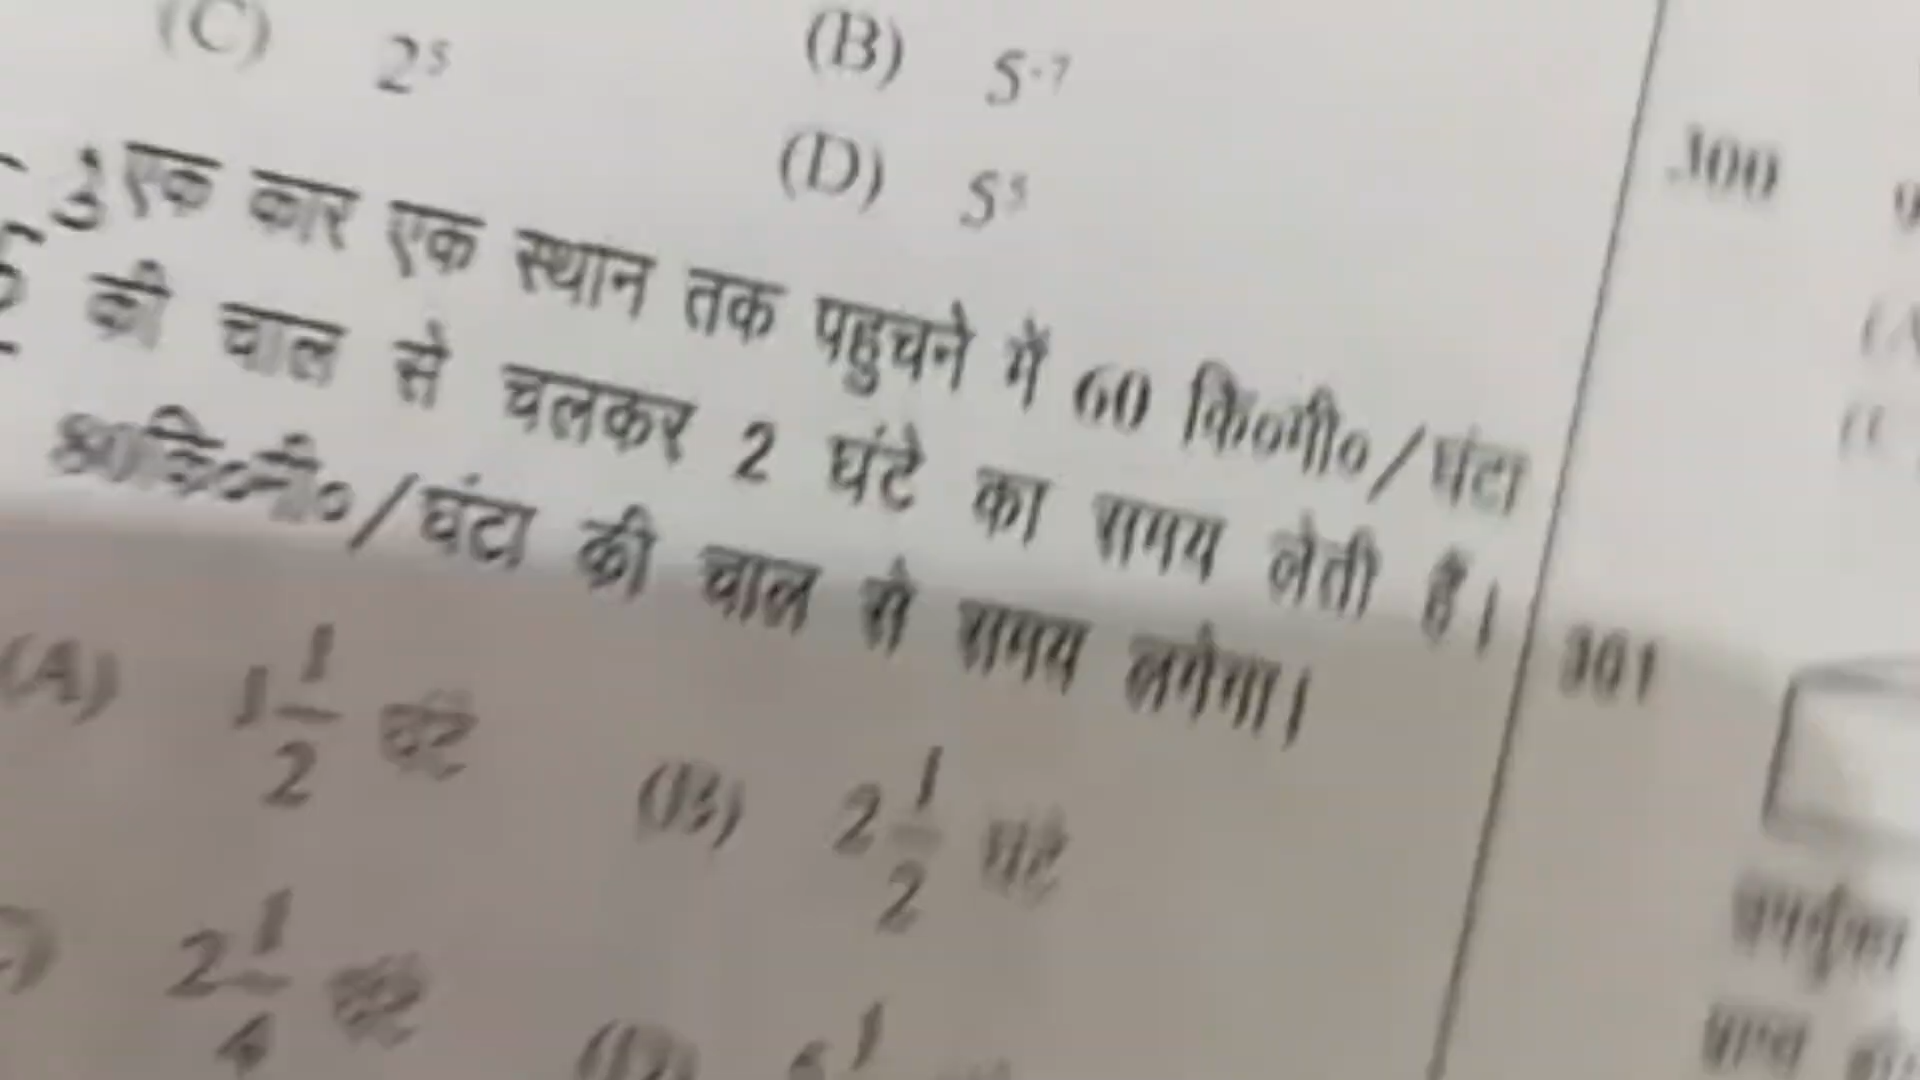 (C) 2⁵ (B) 5⁻⁷
(D) 5⁵
एक कार एक स्थान तक पहुचने में 60 कि०मी०/घंटा
की चाल से चलकर 2 घंटे का समय लेती है।
कि०मी०/घंटा की चाल से समय लगेगा।
(A) 1 1/2 घंटे (B) 2 1/2 घंटे
2 1/4 घंटे (D)
300
301